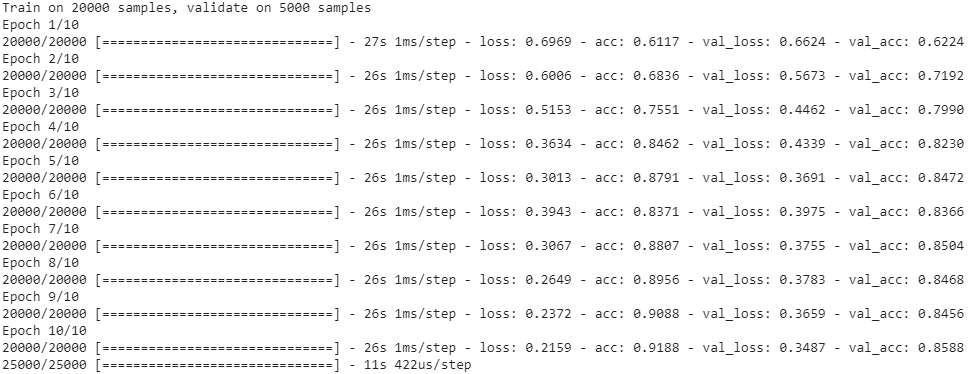 Train on 20000 samples, validate on 5000 samples
Epoch 1/10
20000/20000 [==============================] - 27s 1ms/step - loss: 0.6969 - acc: 0.6117 - val_loss: 0.6624 - val_acc: 0.6224
Epoch 2/10
20000/20000 [==============================] - 26s 1ms/step - loss: 0.6006 - acc: 0.6836 - val_loss: 0.5673 - val_acc: 0.7192
Epoch 3/10
20000/20000 [==============================] - 26s 1ms/step - loss: 0.5153 - acc: 0.7551 - val_loss: 0.4462 - val_acc: 0.7990
Epoch 4/10
20000/20000 [==============================] - 26s 1ms/step - loss: 0.3634 - acc: 0.8462 - val_loss: 0.4339 - val_acc: 0.8230
Epoch 5/10
20000/20000 [==============================] - 26s 1ms/step - loss: 0.3013 - acc: 0.8791 - val_loss: 0.3691 - val_acc: 0.8472
Epoch 6/10
20000/20000 [==============================] - 26s 1ms/step - loss: 0.3943 - acc: 0.8371 - val_loss: 0.3975 - val_acc: 0.8366
Epoch 7/10
20000/20000 [==============================] - 26s 1ms/step - loss: 0.3067 - acc: 0.8807 - val_loss: 0.3755 - val_acc: 0.8504
Epoch 8/10
20000/20000 [==============================] - 26s 1ms/step - loss: 0.2649 - acc: 0.8956 - val_loss: 0.3783 - val_acc: 0.8468
Epoch 9/10
20000/20000 [==============================] - 26s 1ms/step - loss: 0.2372 - acc: 0.9088 - val_loss: 0.3659 - val_acc: 0.8456
Epoch 10/10
20000/20000 [==============================] - 26s 1ms/step - loss: 0.2159 - acc: 0.9188 - val_loss: 0.3487 - val_acc: 0.8588
25000/25000 [==============================] - 11s 422us/step